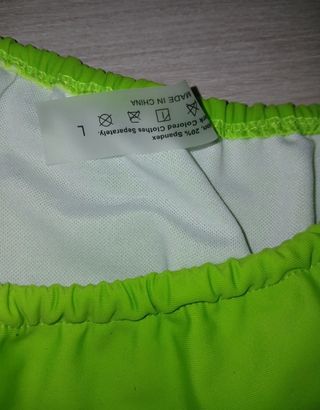 20% Spandex
Colored Clothes Separately.
L
MADE IN CHINA